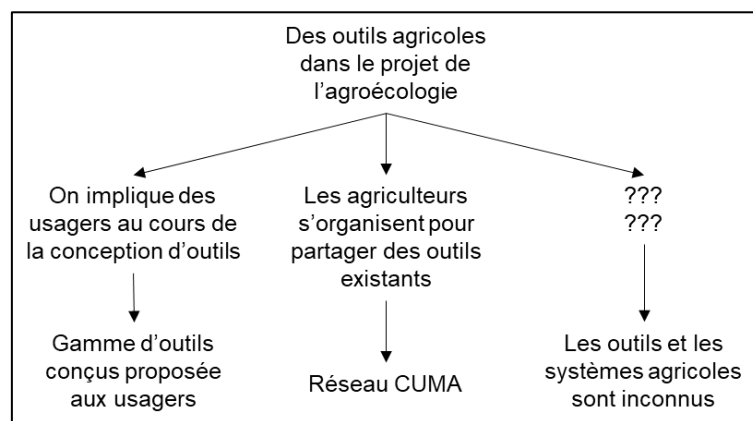 Des outils agricoles
dans le projet de
l’agroécologie
On implique des
usagers au cours de
la conception d’outils
Les agriculteurs
s’organisent pour
partager des outils
existants
???
???
Gamme d’outils
conçus proposée
aux usagers
Réseau CUMA
Les outils et les
systèmes agricoles
sont inconnus